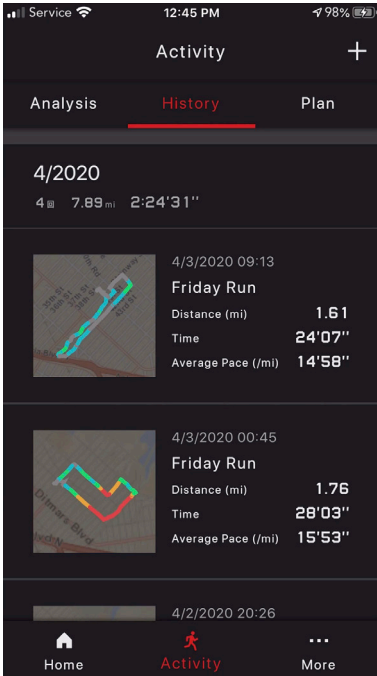 Service 12:45 PM 98%
Activity +
Analysis History Plan
4/2020
4回 7.89mi 2:24'31''
4/3/2020 09:13
Friday Run
Distance (mi) 1.61
Time 24'07''
Average Pace (/mi) 14'58''
4/3/2020 00:45
Friday Run
Distance (mi) 1.76
Time 28'03''
Average Pace (/mi) 15'53''
Ditmars Blvd
4/2/2020 20:26
Home Activity More